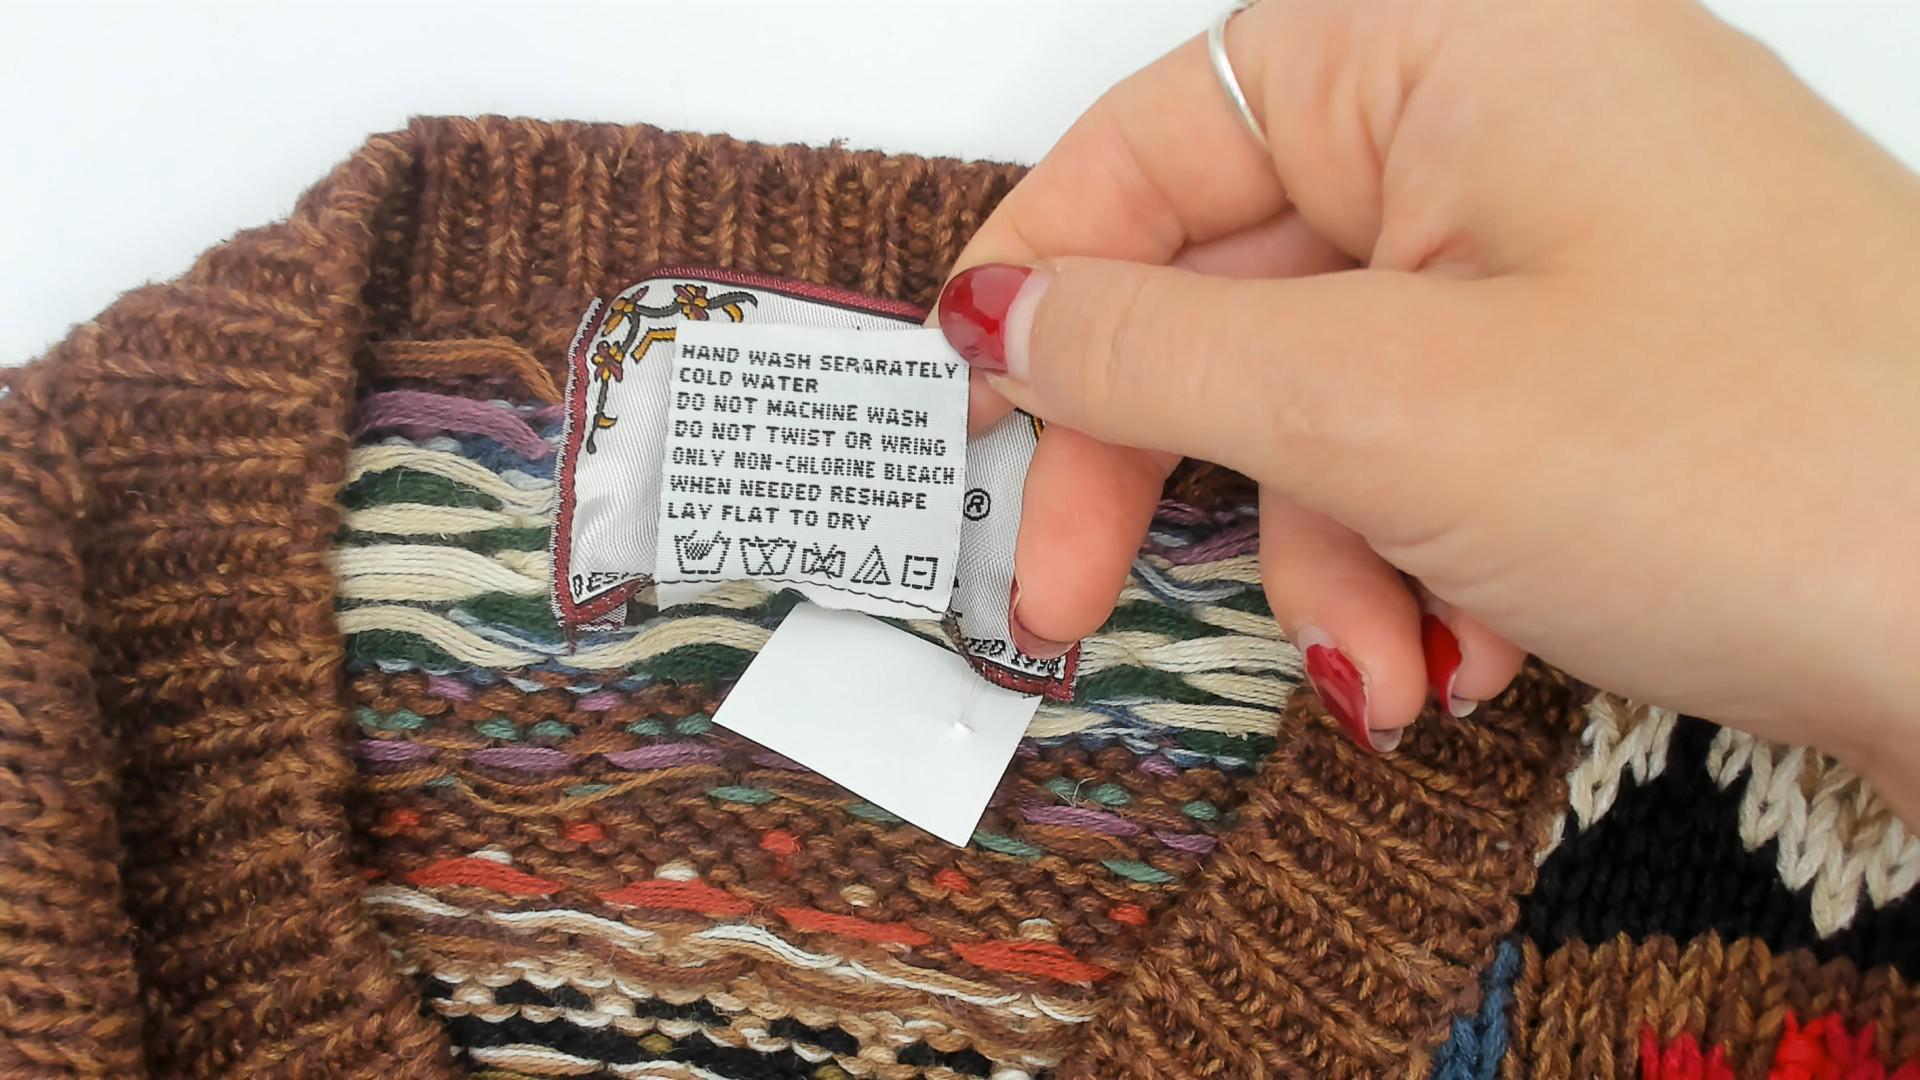 HAND WASH SEPARATELY
COLD WATER
DO NOT MACHINE WASH
DO NOT TWIST OR WRING
ONLY NON-CHLORINE BLEACH
WHEN NEEDED RESHAPE
LAY FLAT TO DRY
®